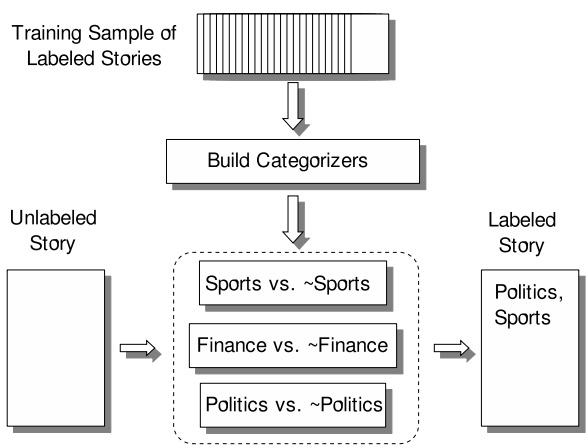 Training Sample of
Labeled Stories
Build Categorizers
Unlabeled
Story
Sports vs. ~Sports
Finance vs. ~Finance
Politics vs. ~Politics
Labeled
Story
Politics,
Sports